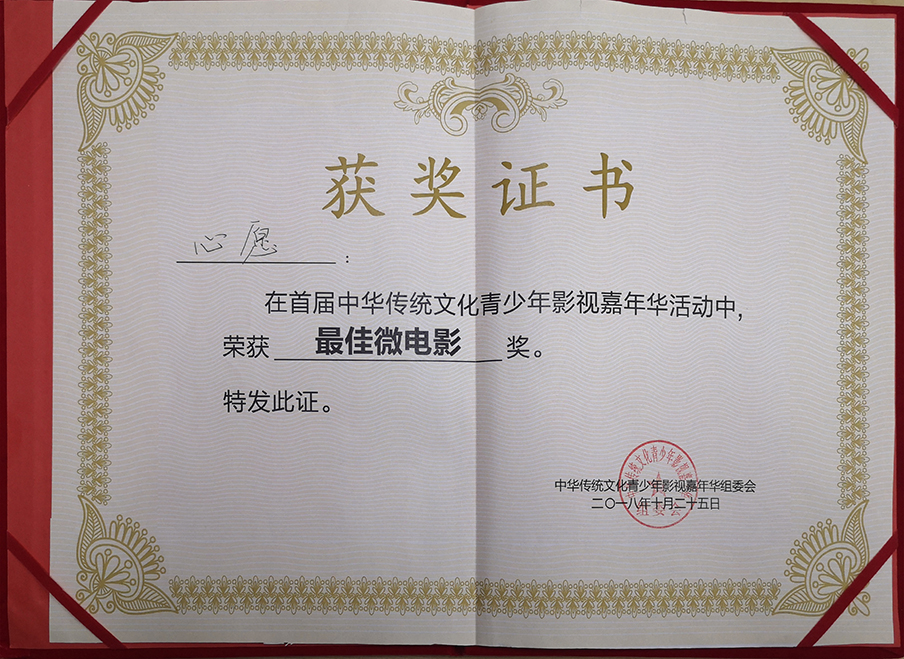 获奖证书
心愿：
在首届中华传统文化青少年影视嘉年华活动中，
荣获 最佳微电影 奖。
特发此证。
中华传统文化青少年影视嘉年华组委会
二〇一八年十月二十五日
组委会